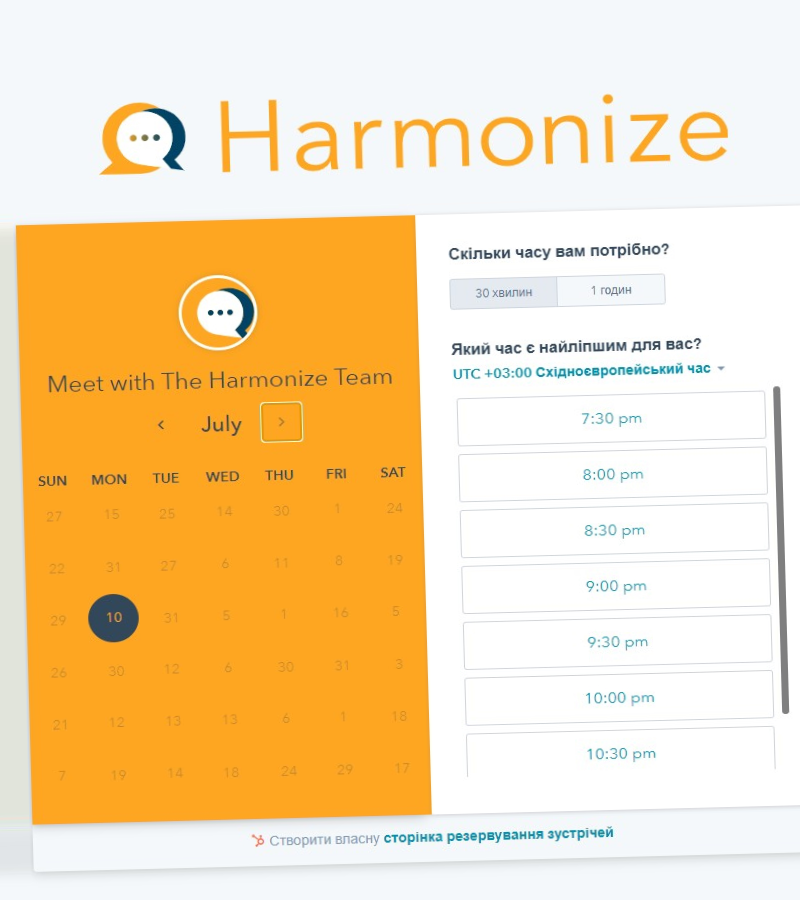 Harmonize
Meet with The Harmonize Team
July
SUN MON TUE WED THU FRI SAT
27 15 25 14 30 1 24
22 31 27 6 11 8 19
29 10 31 5 1 16 5
26 30 12 6 30 31 3
21 12 13 13 6 1 18
7 19 14 18 24 29 17
Скільки часу вам потрібно?
30 хвилин 1 годин
Який час є найліпшим для вас?
UTC +03:00 Східноєвропейський час
7:30 pm
8:00 pm
8:30 pm
9:00 pm
9:30 pm
10:00 pm
10:30 pm
Створити власну сторінка резервування зустрічей